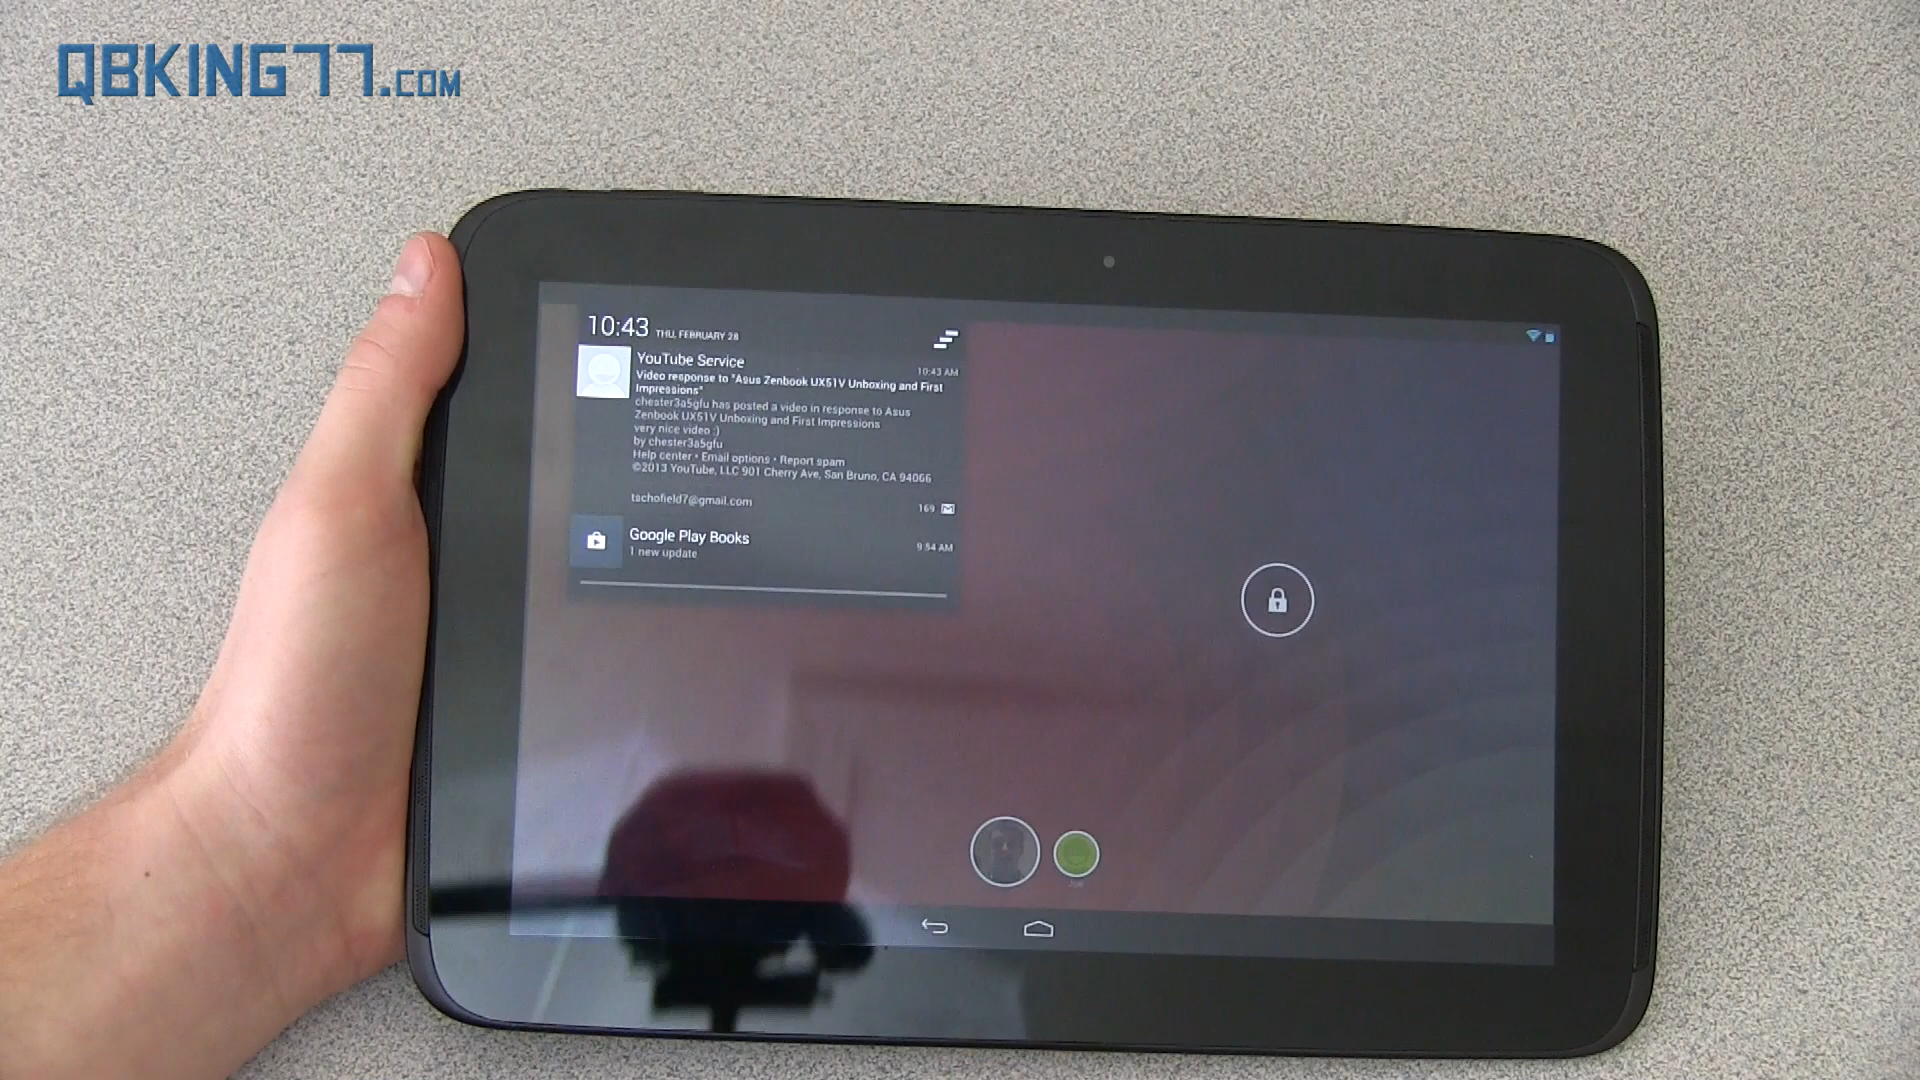 QBKING77.COM
10:43 THU, FEBRUARY 28
YouTube Service
10:43 AM
Video response to "Asus Zenbook UX51V Unboxing and First
Impressions"
chester3a5gfu has posted a video in response to Asus
Zenbook UX51V Unboxing and First Impressions
very nice video :)
by chester3a5gfu
Help center • Email options • Report spam
©2013 YouTube, LLC 901 Cherry Ave, San Bruno, CA 94066
tschofield7@gmail.com
169
Google Play Books
1 new update
9:54 AM